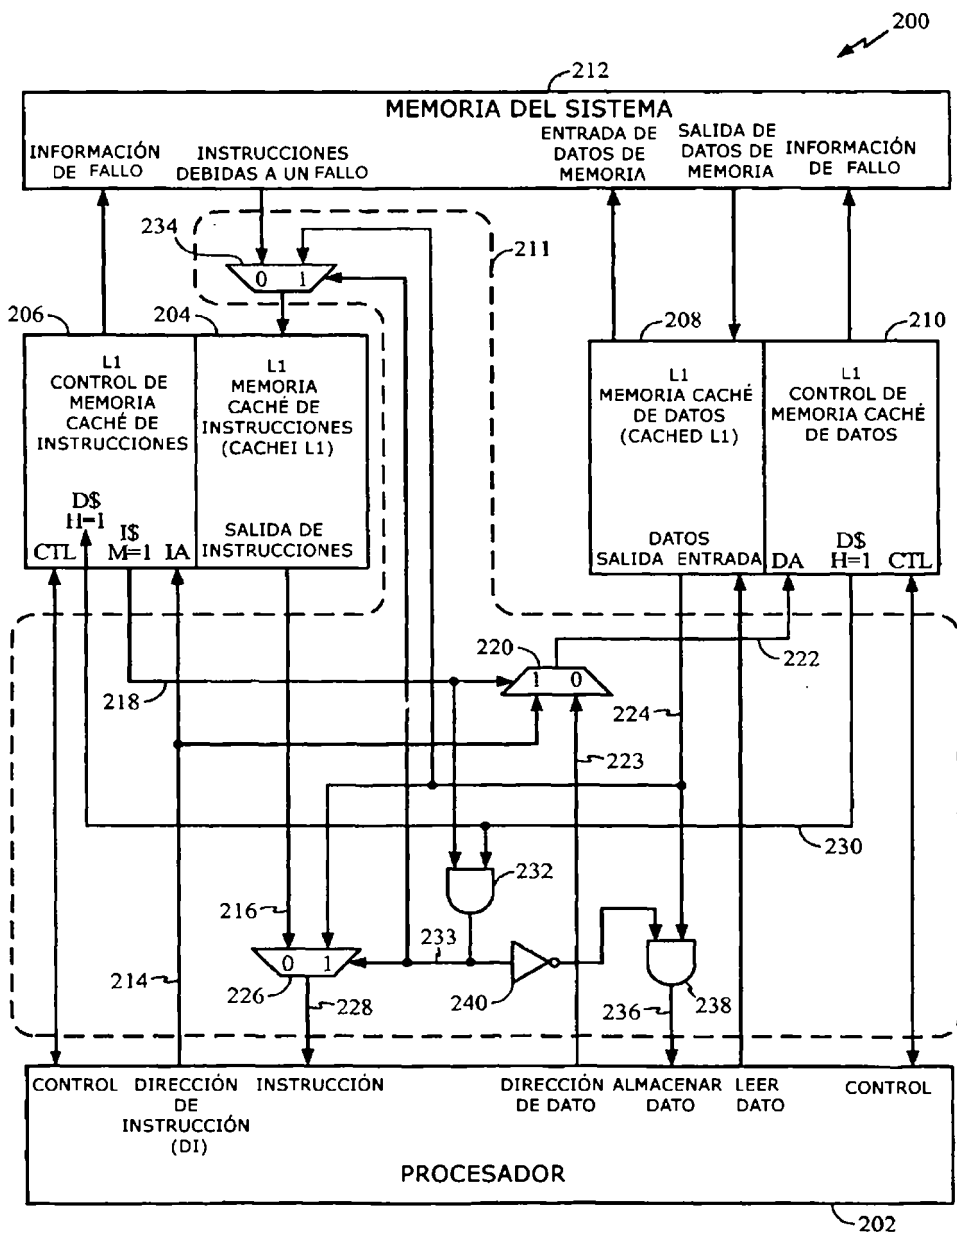 200
212
MEMORIA DEL SISTEMA
INFORMACIÓN
DE FALLO
INSTRUCCIONES
DEBIDAS A UN FALLO
ENTRADA DE
DATOS DE
MEMORIA
SALIDA DE
DATOS DE
MEMORIA
INFORMACIÓN
DE FALLO
234
0 1
211
206
204
208
210
L1
CONTROL DE
MEMORIA
CACHÉ DE
INSTRUCCIONES
L1
MEMORIA
CACHÉ DE
INSTRUCCIONES
(CACHEI L1)
L1
MEMORIA CACHÉ
DE DATOS
(CACHED L1)
L1
CONTROL DE
MEMORIA CACHÉ
DE DATOS
D$
H=1
CTL
I$
M=1
IA
SALIDA DE
INSTRUCCIONES
DATOS
SALIDA ENTRADA
DA
D$
H=1
CTL
218
220
1 0
222
224
223
230
232
216
214
233
0 1
226
228
240
236
238
CONTROL
DIRECCIÓN
DE
INSTRUCCIÓN
(DI)
INSTRUCCIÓN
DIRECCIÓN
DE DATO
ALMACENAR
DATO
LEER
DATO
CONTROL
PROCESADOR
202